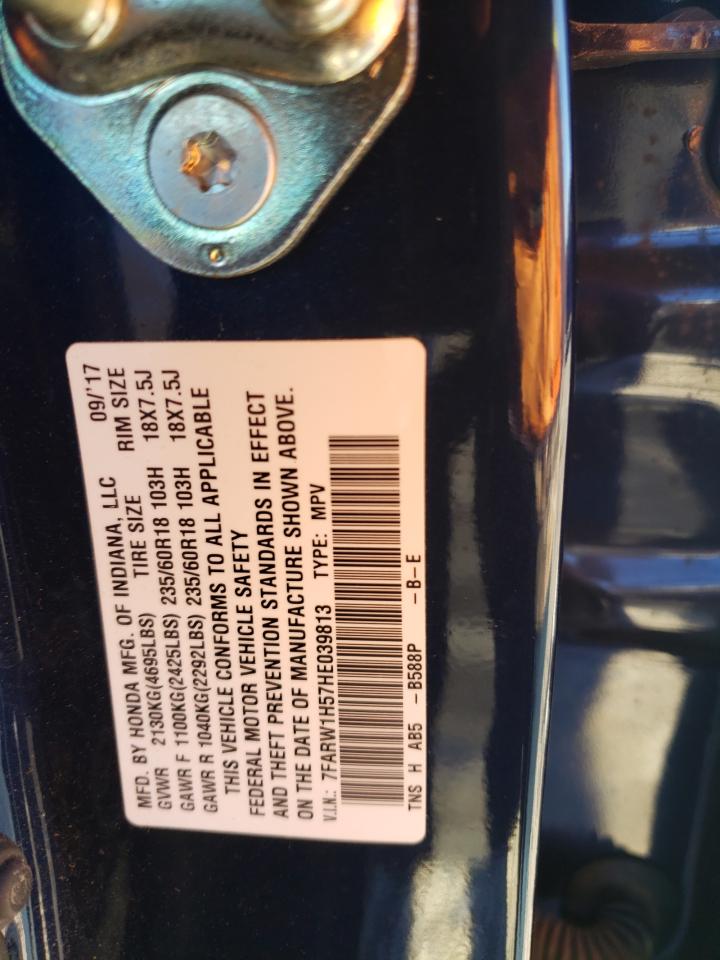 MFD. BY HONDA MFG. OF INDIANA, LLC 09/'17
GVWR 2130KG(4695LBS) TIRE SIZE RIM SIZE
GAWR F 1100KG(2425LBS) 235/60R18 103H 18X7.5J
GAWR R 1040KG(2292LBS) 235/60R18 103H 18X7.5J
THIS VEHICLE CONFORMS TO ALL APPLICABLE
FEDERAL MOTOR VEHICLE SAFETY
AND THEFT PREVENTION STANDARDS IN EFFECT
ON THE DATE OF MANUFACTURE SHOWN ABOVE.
V.I.N.: 7FARW1H57HE039813 TYPE: MPV
TNS H AB5 -B588P -B-E